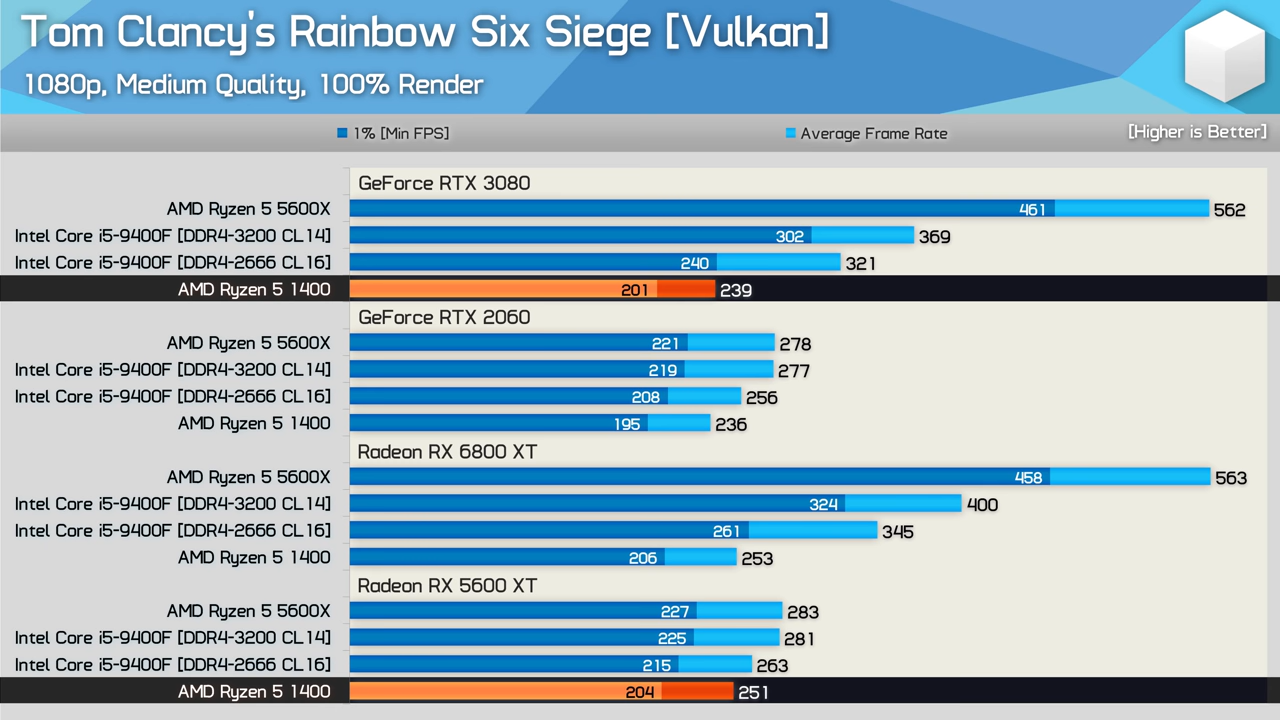 Tom Clancy's Rainbow Six Siege [Vulkan]
1080p, Medium Quality, 100% Render
1% [Min FPS] Average Frame Rate [Higher is Better]
GeForce RTX 3080
AMD Ryzen 5 5600X 461 562
Intel Core i5-9400F [DDR4-3200 CL14] 302 369
Intel Core i5-9400F [DDR4-2666 CL16] 240 321
AMD Ryzen 5 1400 201 239
GeForce RTX 2060
AMD Ryzen 5 5600X 221 278
Intel Core i5-9400F [DDR4-3200 CL14] 219 277
Intel Core i5-9400F [DDR4-2666 CL16] 208 256
AMD Ryzen 5 1400 195 236
Radeon RX 6800 XT
AMD Ryzen 5 5600X 458 563
Intel Core i5-9400F [DDR4-3200 CL14] 324 400
Intel Core i5-9400F [DDR4-2666 CL16] 261 345
AMD Ryzen 5 1400 206 253
Radeon RX 5600 XT
AMD Ryzen 5 5600X 227 283
Intel Core i5-9400F [DDR4-3200 CL14] 225 281
Intel Core i5-9400F [DDR4-2666 CL16] 215 263
AMD Ryzen 5 1400 204 251